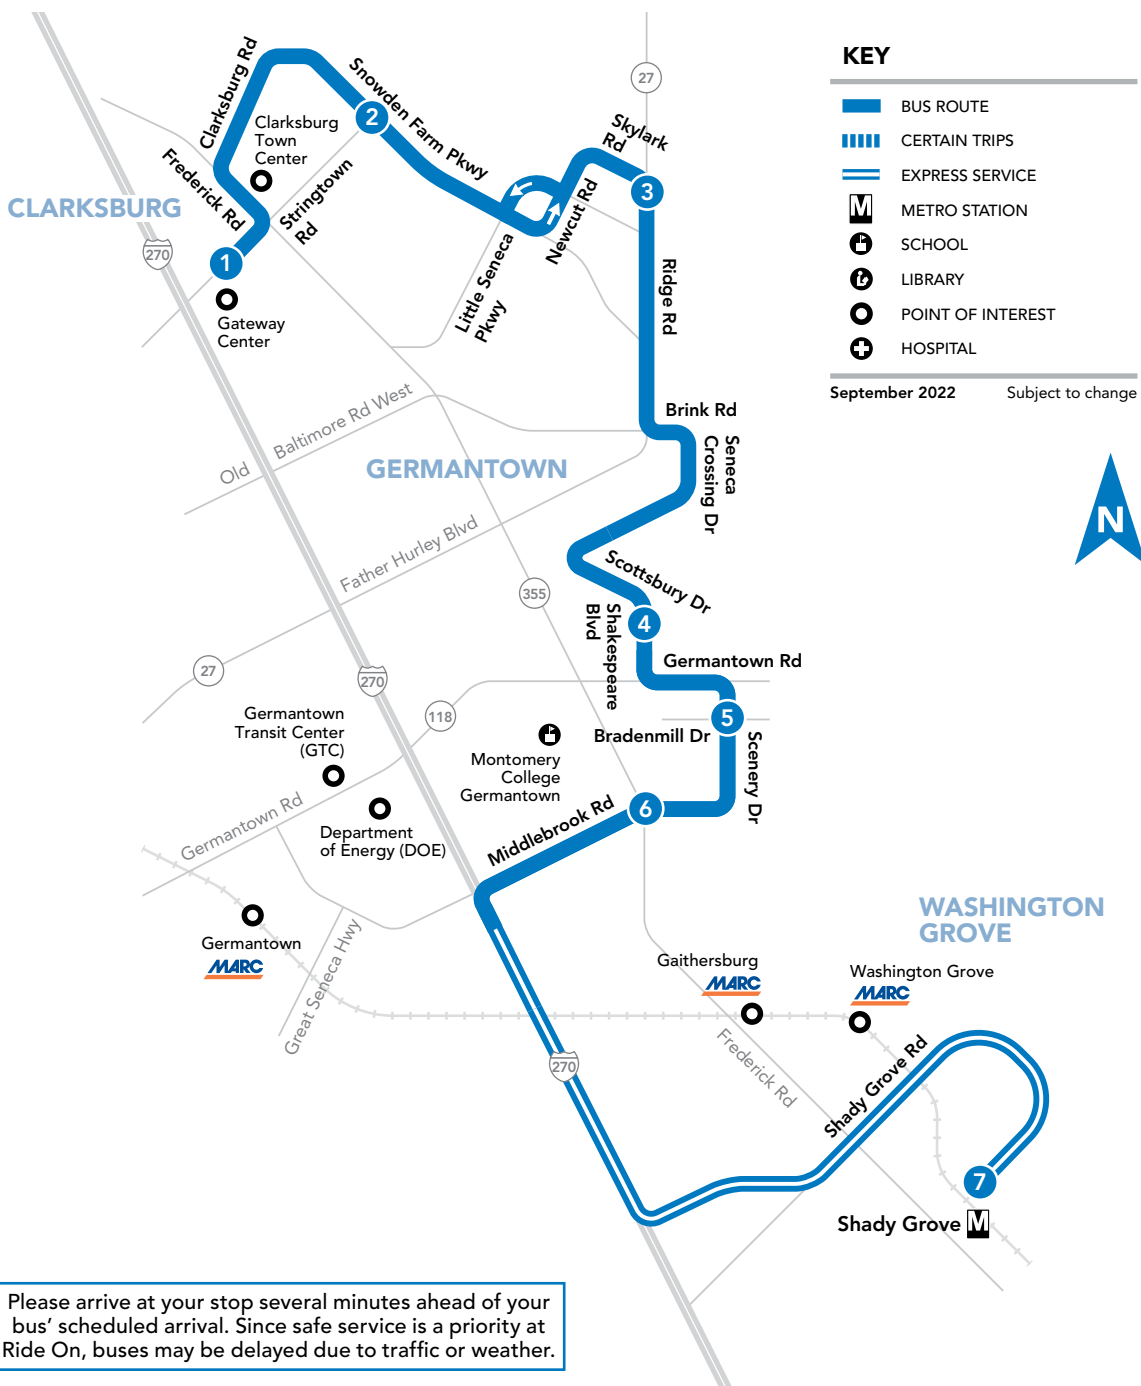 KEY
BUS ROUTE
CERTAIN TRIPS
EXPRESS SERVICE
M METRO STATION
SCHOOL
LIBRARY
POINT OF INTEREST
HOSPITAL
September 2022 Subject to change
N
27
Clarksburg Rd
Snowden Farm Pkwy
2
Clarksburg
Town
Center
Skylark
Rd
3
Frederick Rd
Stringtown
Rd
CLARKSBURG
270
1
Gateway
Center
Newcut Rd
Little Seneca
Pkwy
Ridge Rd
Brink Rd
Seneca
Crossing Dr
Old Baltimore Rd West
GERMANTOWN
Father Hurley Blvd
355
Scottsbury Dr
4
Shakespeare
Blvd
27
270
Germantown Rd
118
Germantown
Transit Center
(GTC)
5
Bradenmill Dr
Scenery Dr
Montomery
College
Germantown
6
Middlebrook Rd
Germantown Rd
Department
of Energy (DOE)
Germantown
MARC
Great Seneca Hwy
WASHINGTON
GROVE
Gaithersburg
MARC
Washington Grove
MARC
270
Frederick Rd
Shady Grove Rd
7
Shady Grove M
Please arrive at your stop several minutes ahead of your
bus’ scheduled arrival. Since safe service is a priority at
Ride On, buses may be delayed due to traffic or weather.